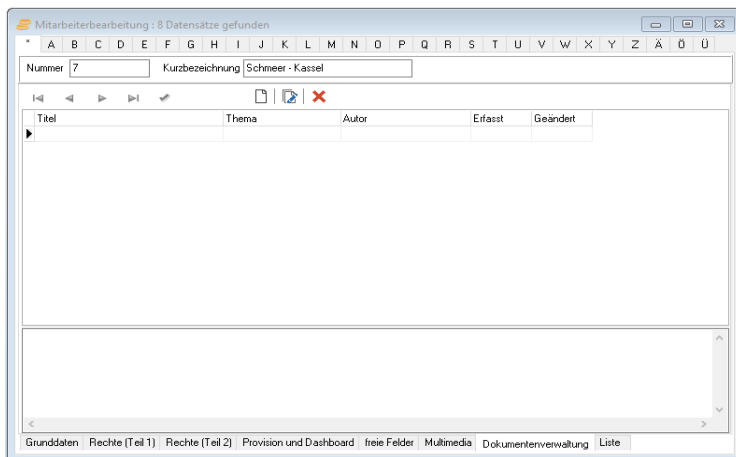 Mitarbeiterbearbeitung : 8 Datensätze gefunden
* A B C D E F G H I J K L M N O P Q R S T U V W X Y Z Ä Ö Ü
Nummer 7 Kurzbezeichnung Schmeer - Kassel
Titel Thema Autor Erfasst Geändert
Grunddaten Rechte (Teil 1) Rechte (Teil 2) Provision und Dashboard freie Felder Multimedia Dokumentenverwaltung Liste